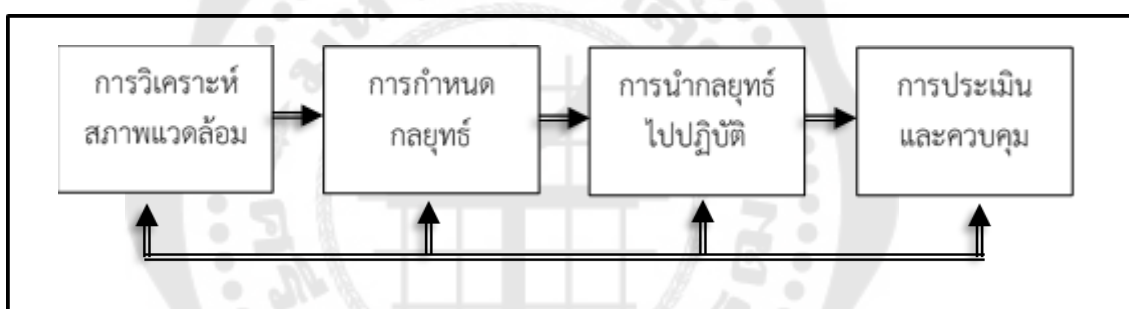 การวิเคราะห์
สภาพแวดล้อม
การกำหนด
กลยุทธ์
การนำกลยุทธ์
ไปปฏิบัติ
การประเมิน
และควบคุม